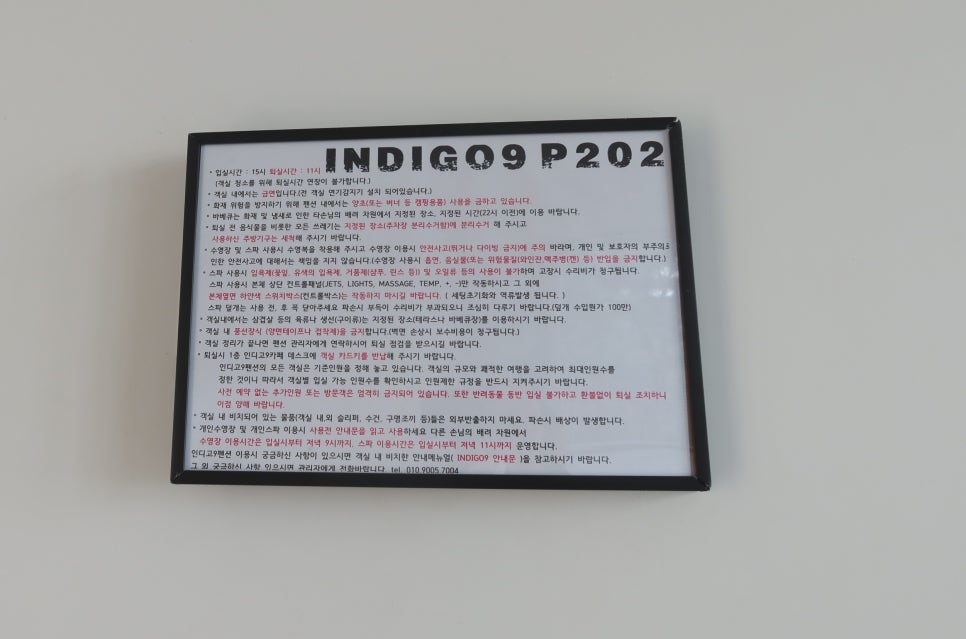 INDIGO9 P202
* 입실시간 : 15시 퇴실시간 : 11시
(객실 청소를 위해 퇴실시간 연장이 불가합니다.)
* 객실 내에서는 금연입니다.(전 객실 연기감지기 설치 되어있습니다.)
* 화재 위험을 방지하기 위해 펜션 내에서는 양초(또는 버너 등 캠핑용품) 사용을 금하고 있습니다.
* 바베큐는 화재 및 냄새로 인한 타손님의 배려 차원에서 지정된 장소, 지정된 시간(22시 이전)에 이용 바랍니다.
* 퇴실 전 음식물을 비롯한 모든 쓰레기는 지정된 장소(주차장 분리수거함)에 분리수거 해 주시고
사용하신 주방기구는 세척해 주시기 바랍니다.
* 수영장 및 스파 사용시 수영복을 착용해 주시고 수영장 이용시 안전사고(뛰거나 다이빙 금지)에 주의 바라며, 개인 및 보호자의 부주의로
인한 안전사고에 대해서는 책임을 지지 않습니다.(수영장 사용시 흡연, 음식물(또는 위험물질(와인잔,맥주병(캔) 등) 반입을 금지합니다.)
* 스파 사용시 입욕제(꽃잎, 유색의 입욕제, 거품제(샴푸, 린스 등)) 및 오일류 등의 사용이 불가하며 고장시 수리비가 청구됩니다.
스파 사용시 본체 상단 컨트롤패널(JETS, LIGHTS, MASSAGE, TEMP, +, -)만 작동하시고 그 외에
본체옆면 하얀색 스위치박스(컨트롤박스)는 작동하지 마시길 바랍니다. ( 세팅초기화와 역류발생 됩니다. )
스파 덮개는 사용 전, 후 꼭 닫아주세요 파손시 부득이 수리비가 부과되오니 조심히 다루기 바랍니다.(덮개 수입원가 100만)
* 객실내에서는 삼겹살 등의 육류나 생선(구이류)는 지정된 장소(테라스나 바베큐장)를 이용하시기 바랍니다.
* 객실 내 풍선장식 (양면테이프나 접착제)을 금지합니다.(벽면 손상시 보수비용이 청구됩니다.)
* 객실 정리가 끝나면 펜션 관리자에게 연락하시어 퇴실 점검을 받으시길 바랍니다.
* 퇴실시 1층 인디고9카페 데스크에 객실 카드키를 반납해 주시기 바랍니다.
인디고9펜션의 모든 객실은 기준인원을 정해 놓고 있습니다. 객실의 규모와 쾌적한 여행을 고려하여 최대인원수를
정한 것이니 따라서 객실별 입실 가능 인원수를 확인하시고 인원제한 규정을 반드시 지켜주시기 바랍니다.
사전 예약 없는 추가인원 또는 방문객은 엄격히 금지되어 있습니다. 또한 반려동물 동반 입실 불가하고 환불없이 퇴실 조치하니
이점 양해 바랍니다.
* 객실 내 비치되어 있는 물품(객실 내,외 슬리퍼, 수건, 구명조끼 등)들은 외부반출하지 마세요. 파손시 배상이 발생합니다.
* 개인수영장 및 개인스파 이용시 사용전 안내문을 읽고 사용하세요 다른 손님의 배려 차원에서
수영장 이용시간은 입실시부터 저녁 9시까지, 스파 이용시간은 입실시부터 저녁 11시까지 운영합니다.
인디고9펜션 이용시 궁금하신 사항이 있으시면 객실 내 비치한 안내메뉴얼( INDIGO9 안내문 )을 참고하시기 바랍니다.
그 외 궁금하신 사항 있으시면 관리자에게 전화바랍니다. tel. 010.9005.7004